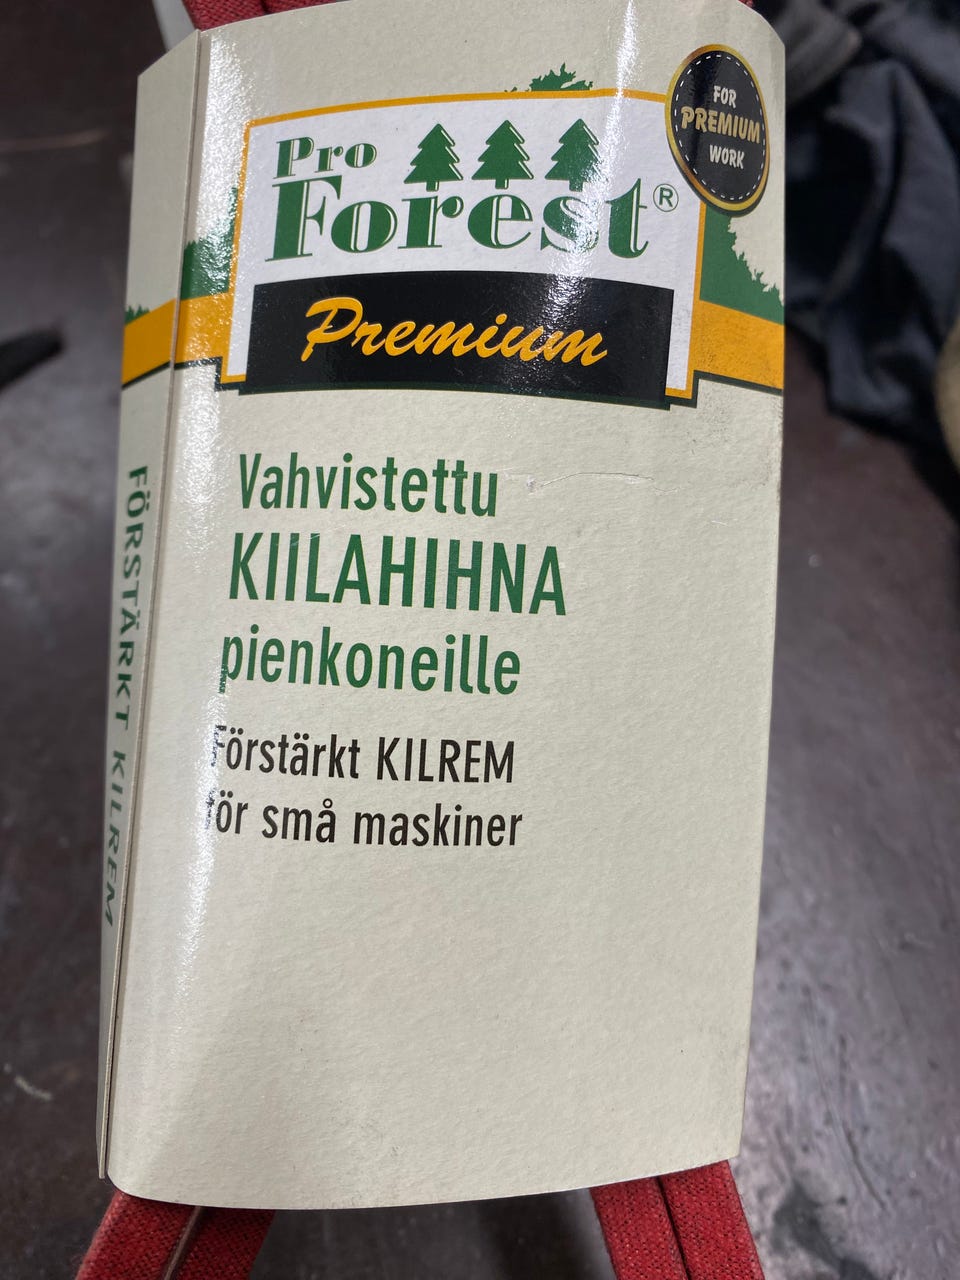 FOR
PREMIUM
WORK
Pro
Forest®
Premium
Vahvistettu
KIILAHIHNA
pienkoneille
Förstärkt KILREM
för små maskiner
FÖRSTÄRKT KILREM